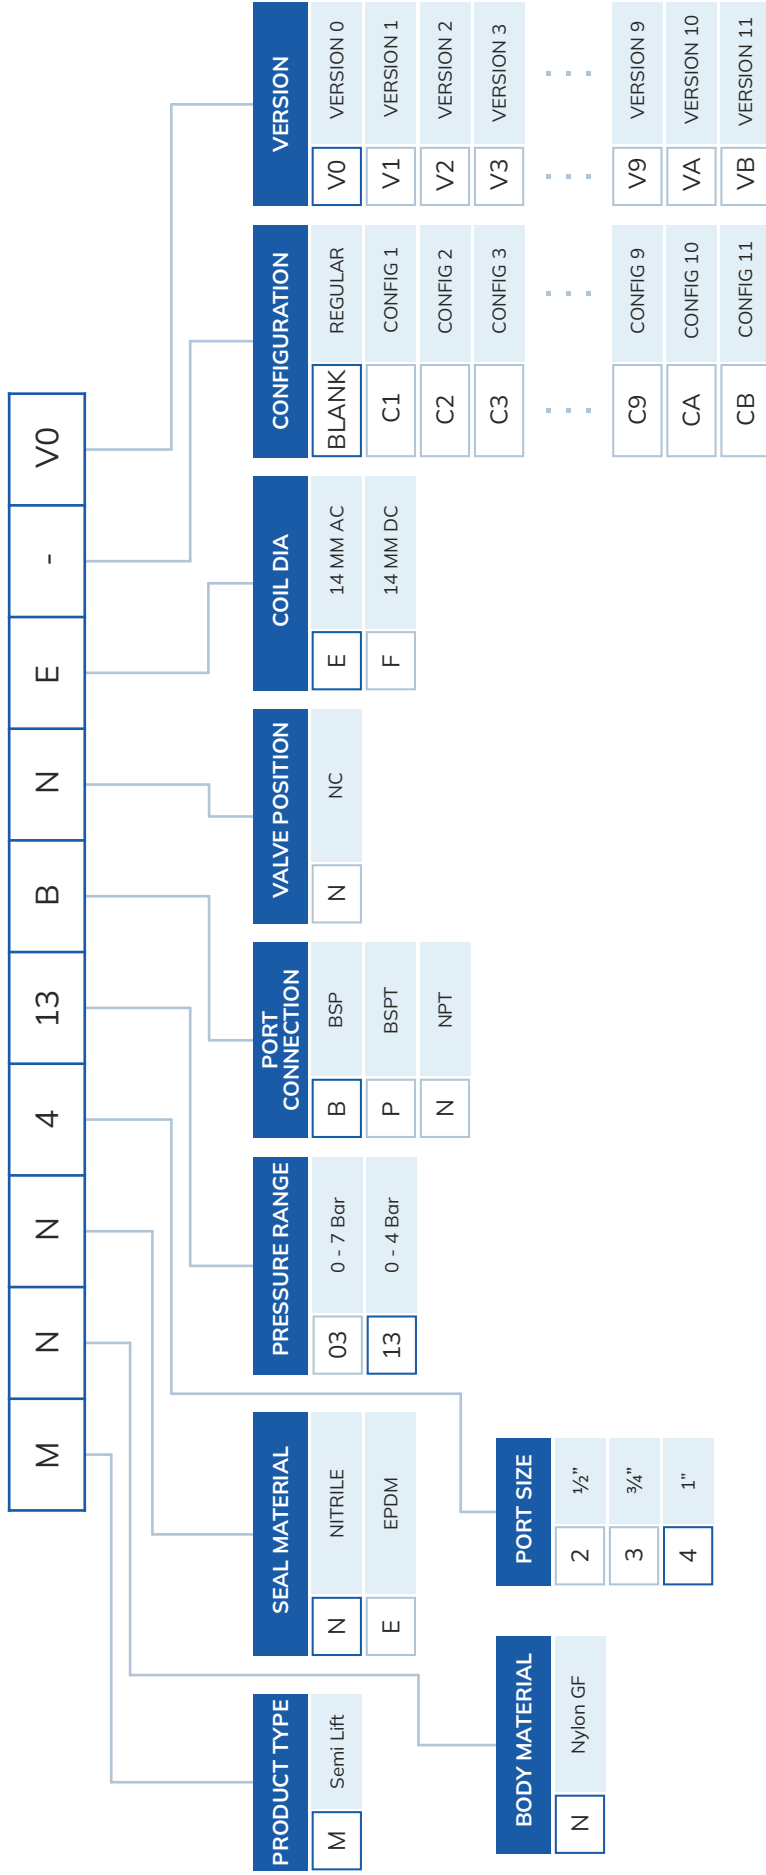 M N N 4 13 B N E - V0
PRODUCT TYPE
M Semi Lift
SEAL MATERIAL
N NITRILE
E EPDM
PRESSURE RANGE
03 0 - 7 Bar
13 0 - 4 Bar
PORT
CONNECTION
B BSP
P BSPT
N NPT
VALVE POSITION
N NC
COIL DIA
E 14 MM AC
F 14 MM DC
CONFIGURATION
BLANK REGULAR
C1 CONFIG 1
C2 CONFIG 2
C3 CONFIG 3
C9 CONFIG 9
CA CONFIG 10
CB CONFIG 11
VERSION
V0 VERSION 0
V1 VERSION 1
V2 VERSION 2
V3 VERSION 3
V9 VERSION 9
VA VERSION 10
VB VERSION 11
BODY MATERIAL
N Nylon GF
PORT SIZE
2 ½”
3 ¾”
4 1”